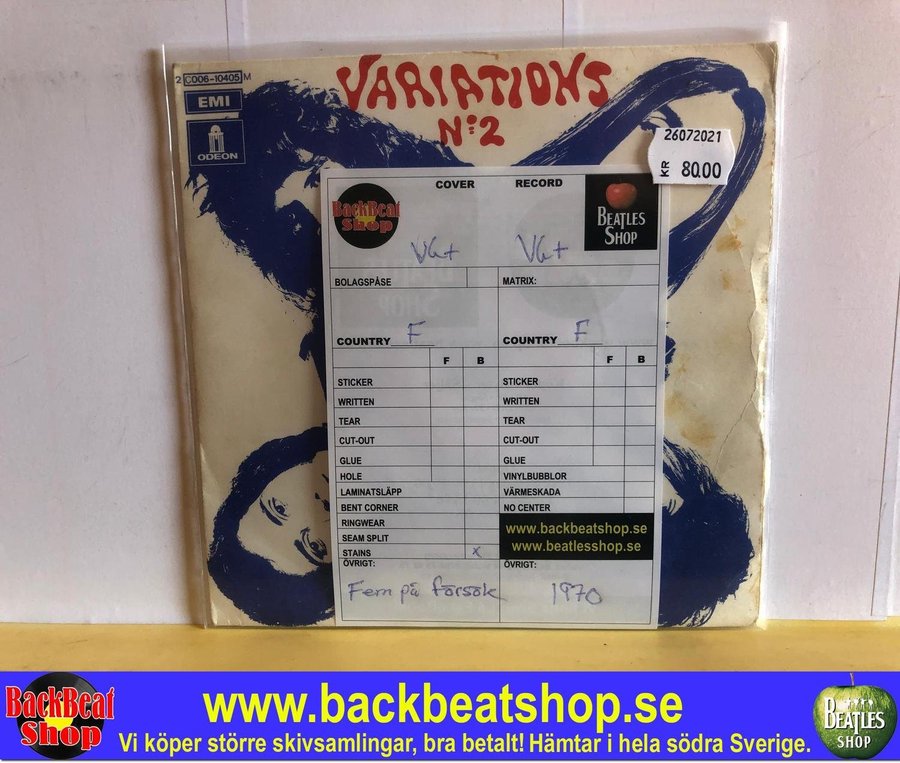 2 C006-10405 M
VARIATIONS
Nº2
EMI
ODEON
26072021
KR 80.00
COVER RECORD
BackBeat
Shop
BEATLES
SHOP
VG+ VG+
BOLAGSPÅSE MATRIX:
COUNTRY F COUNTRY F
F B F B
STICKER STICKER
WRITTEN WRITTEN
TEAR TEAR
CUT-OUT CUT-OUT
GLUE GLUE
HOLE VINYLBUBBLOR
LAMINATSLÄPP VÄRMESKADA
BENT CORNER NO CENTER
RINGWEAR
SEAM SPLIT
STAINS x
www.backbeatshop.se
www.beatlesshop.se
ÖVRIGT: ÖVRIGT:
Fem på försök 1970
BackBeat
Shop
www.backbeatshop.se
Vi köper större skivsamlingar, bra betalt! Hämtar i hela södra Sverige.
BEATLES
SHOP